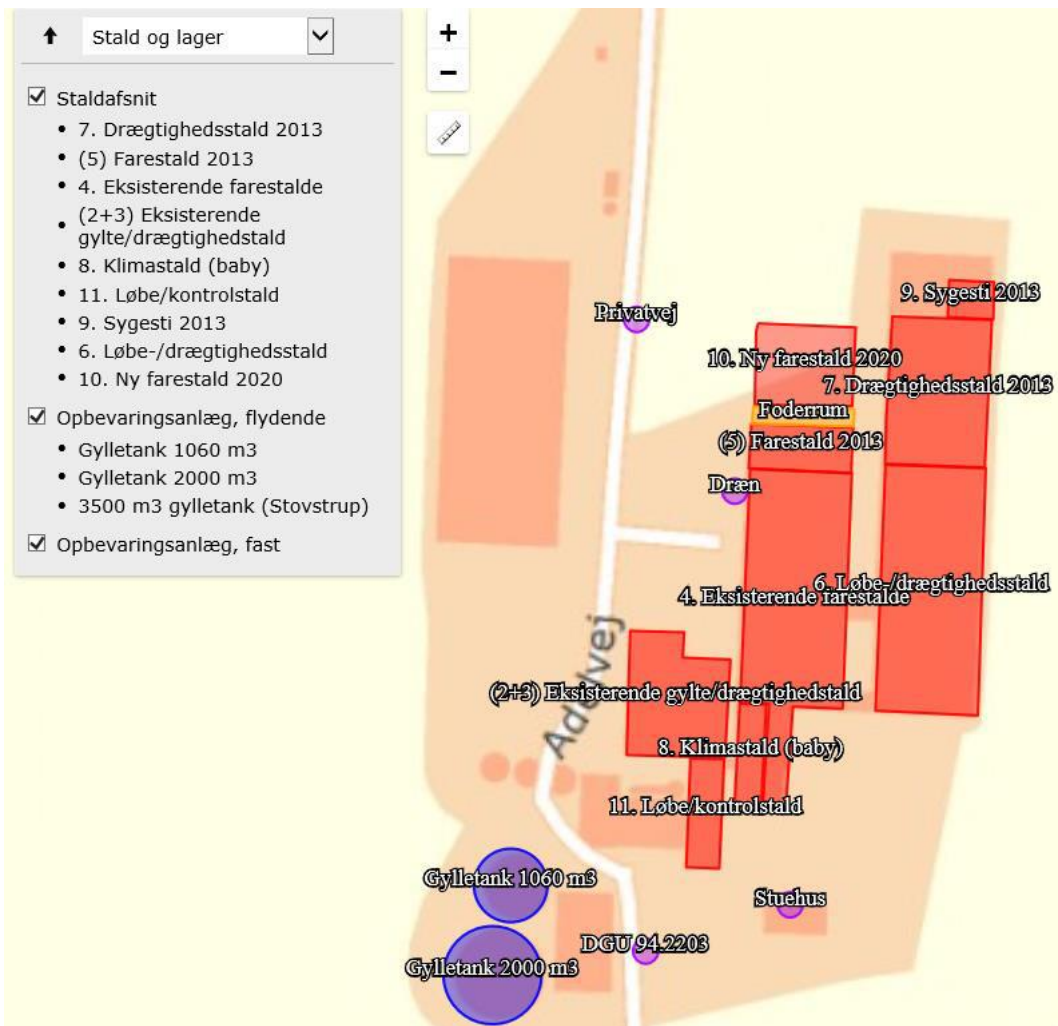 Stald og lager
Staldafsnit
7. Drægtighedsstald 2013
(5) Farestald 2013
4. Eksisterende farestalde
(2+3) Eksisterende
gylte/drægtighedstald
8. Klimastald (baby)
11. Løbe/kontrolstald
9. Sygesti 2013
6. Løbe-/drægtighedsstald
10. Ny farestald 2020
Opbevaringsanlæg, flydende
Gylletank 1060 m3
Gylletank 2000 m3
3500 m3 gylletank (Stovstrup)
Opbevaringsanlæg, fast
+
−
9. Sygesti 2013
Privatvej
10. Ny farestald 2020
7. Drægtighedsstald 2013
Foderrum
(5) Farestald 2013
Dræn
6. Løbe-/drægtighedsstald
4. Eksisterende farestalde
(2+3) Eksisterende gylte/drægtighedstald
8. Klimastald (baby)
11. Løbe/kontrolstald
Gylletank 1060 m3
Stuehus
DGU 94.2203
Gylletank 2000 m3